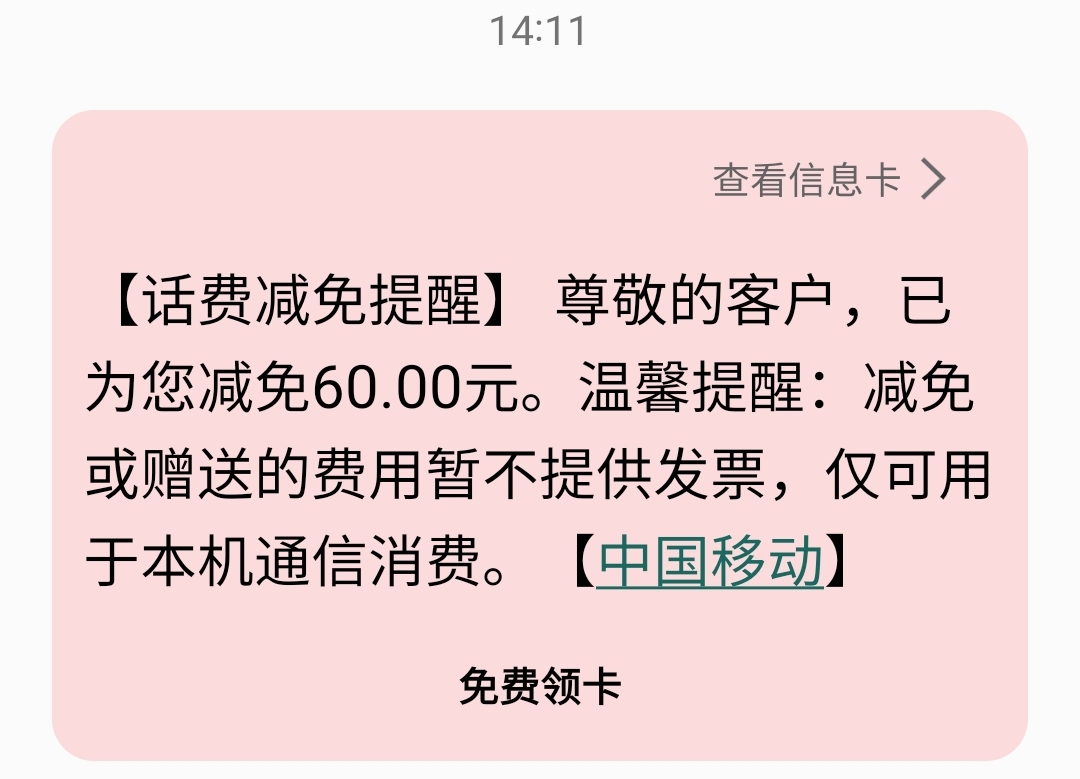 14:11
查看信息卡
【话费减免提醒】 尊敬的客户，已
为您减免60.00元。温馨提醒：减免
或赠送的费用暂不提供发票，仅可用
于本机通信消费。 【中国移动】
免费领卡